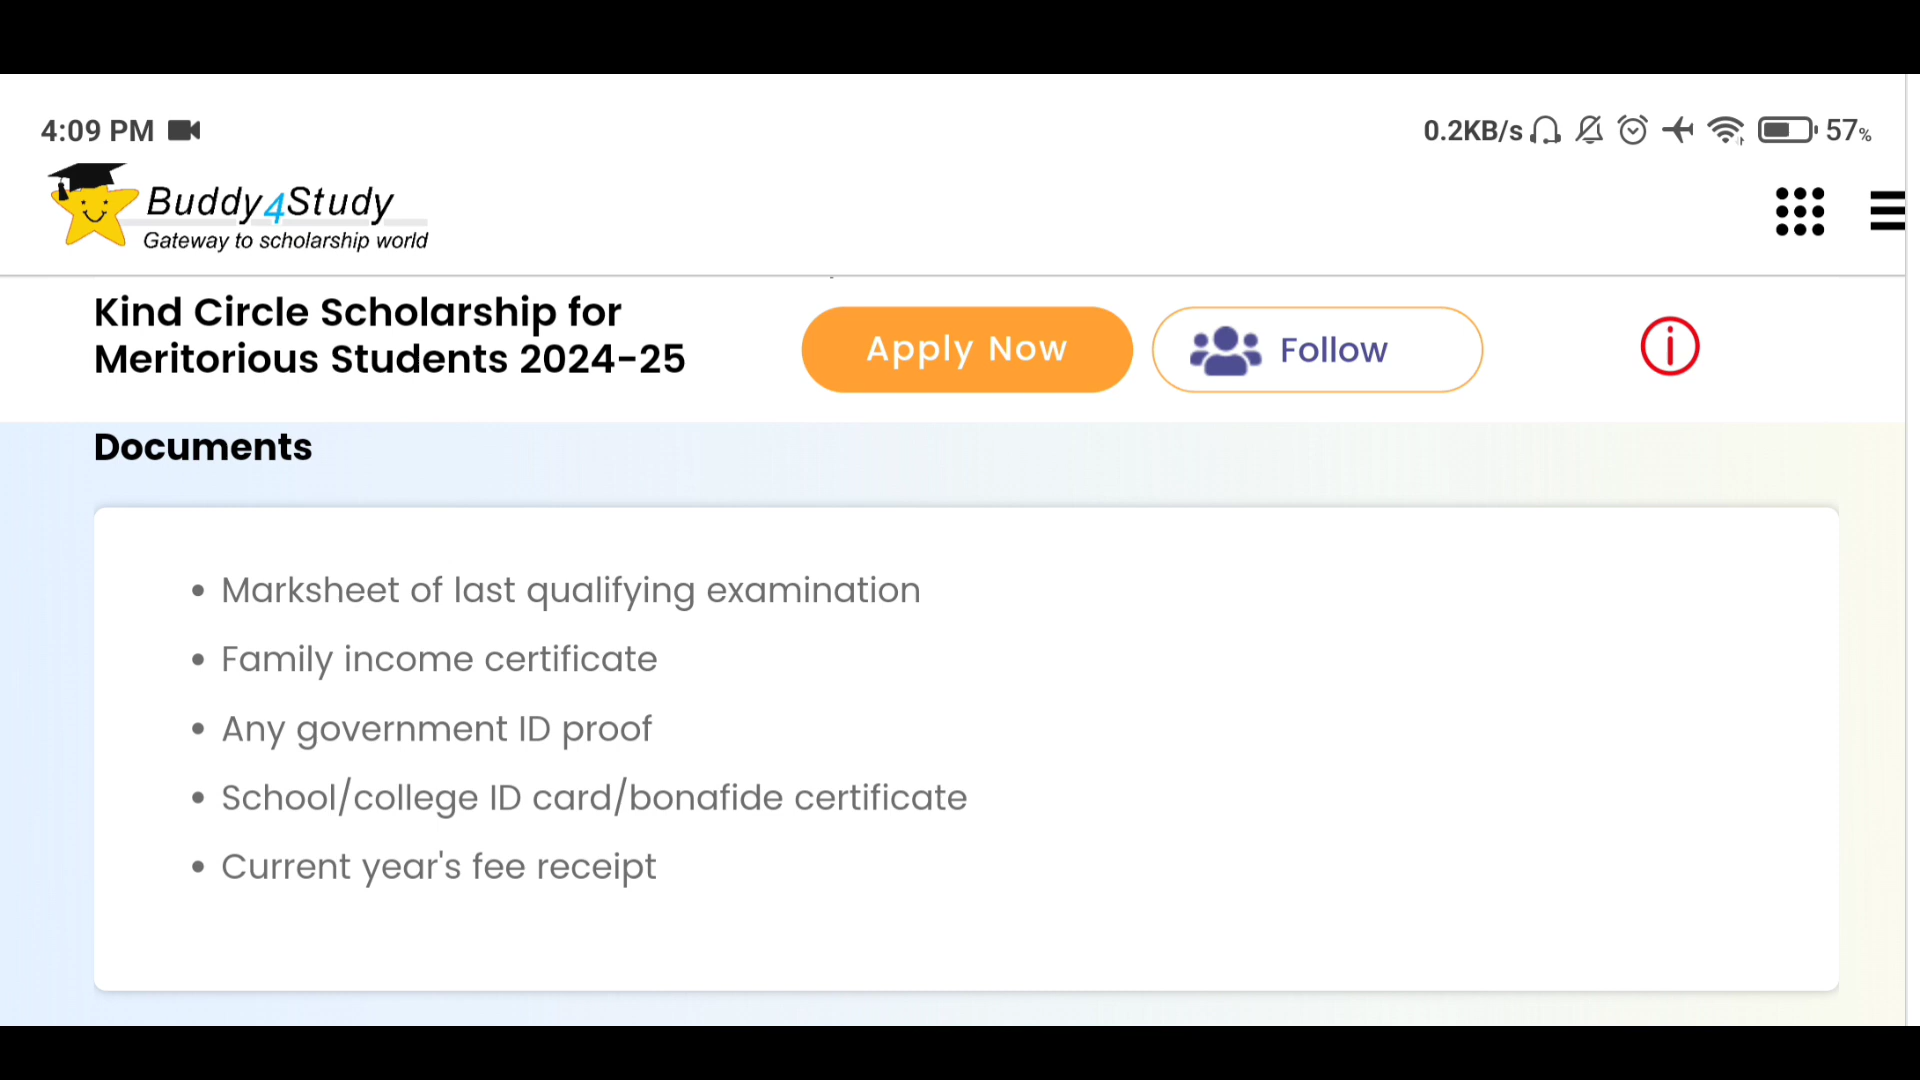 4:09 PM
0.2KB/s 57%
Buddy4Study
Gateway to scholarship world
Kind Circle Scholarship for
Meritorious Students 2024-25
Apply Now
Follow
Documents
• Marksheet of last qualifying examination
• Family income certificate
• Any government ID proof
• School/college ID card/bonafide certificate
• Current year's fee receipt